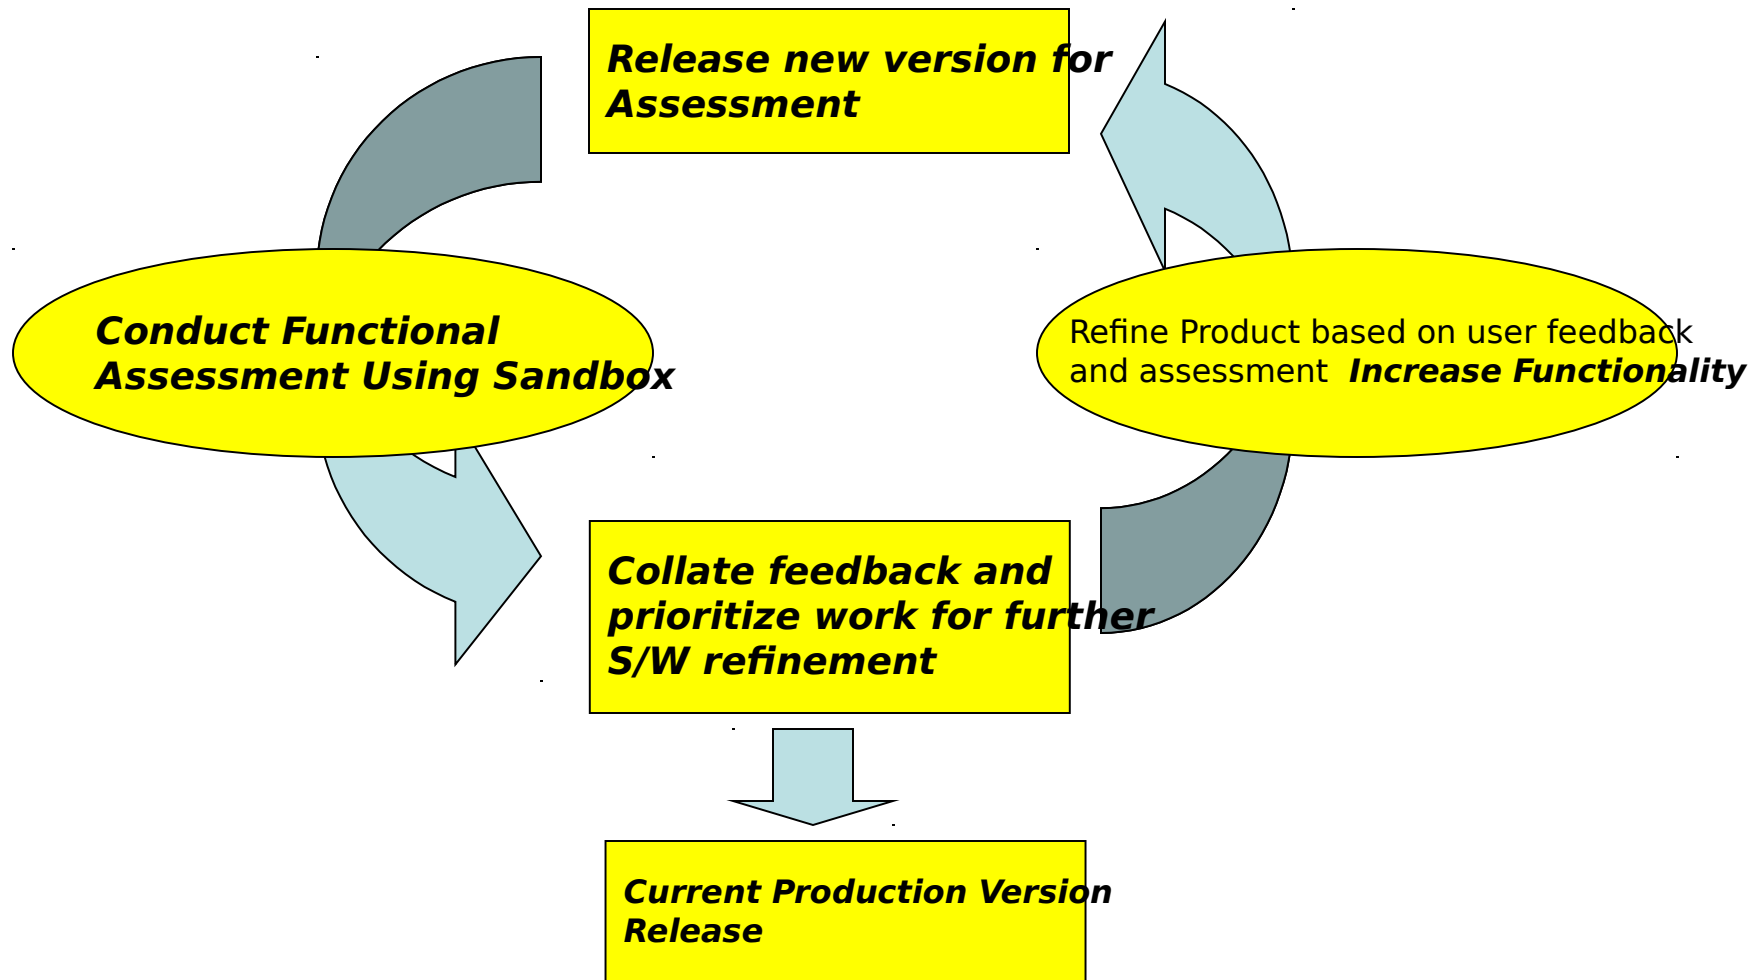 Release new version for
Assessment
Conduct Functional
Assessment Using Sandbox
Refine Product based on user feedback
and assessment  Increase Functionality
Collate feedback and
prioritize work for further
S/W refinement
Current Production Version
Release